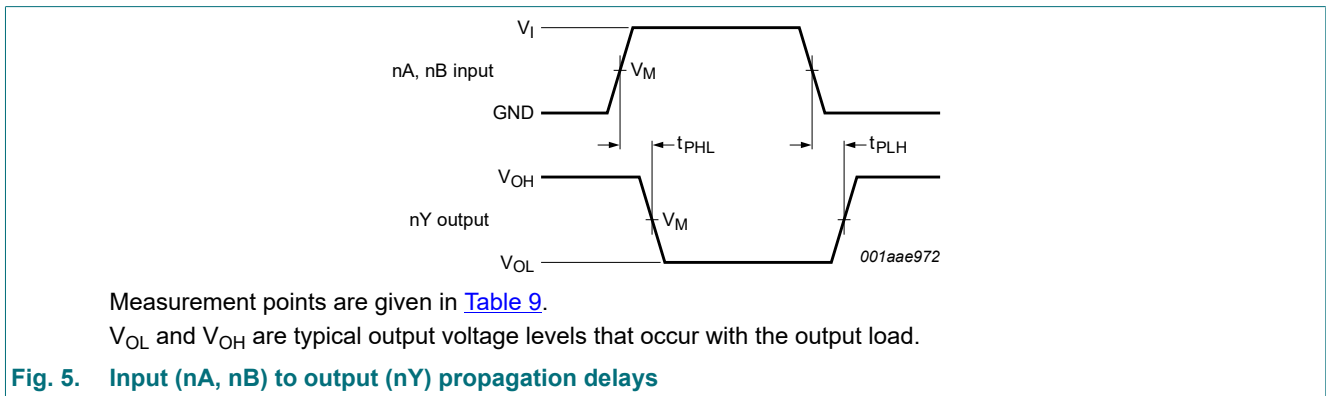 V_I
nA, nB input
V_M
GND
t_PHL
t_PLH
V_OH
nY output
V_M
V_OL
001aae972
Measurement points are given in Table 9.
V_OL and V_OH are typical output voltage levels that occur with the output load.
Fig. 5. Input (nA, nB) to output (nY) propagation delays